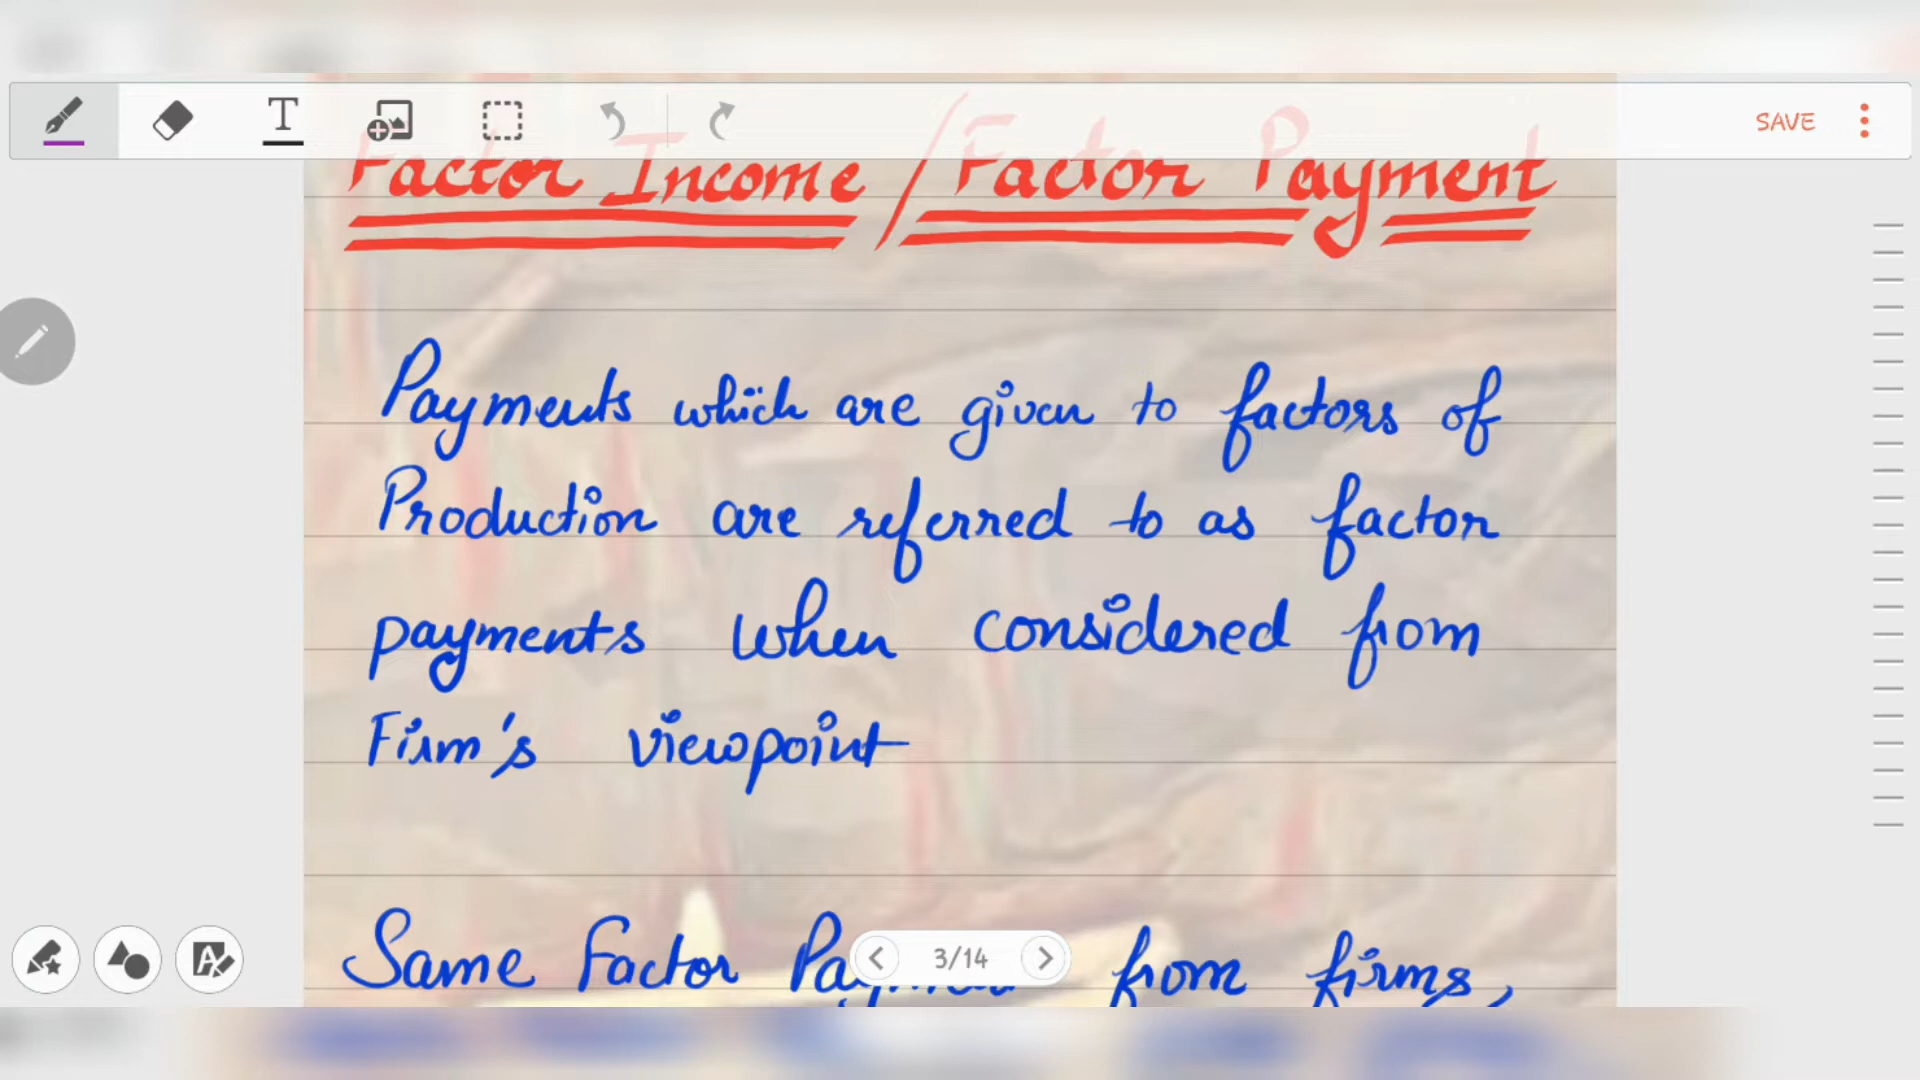 T
SAVE
Factor Income / Factor Payment
Payments which are given to factors of
Production are referred to as factor
payments when considered from
Firm's viewpoint
Same Factor Payment from firms,
3/14